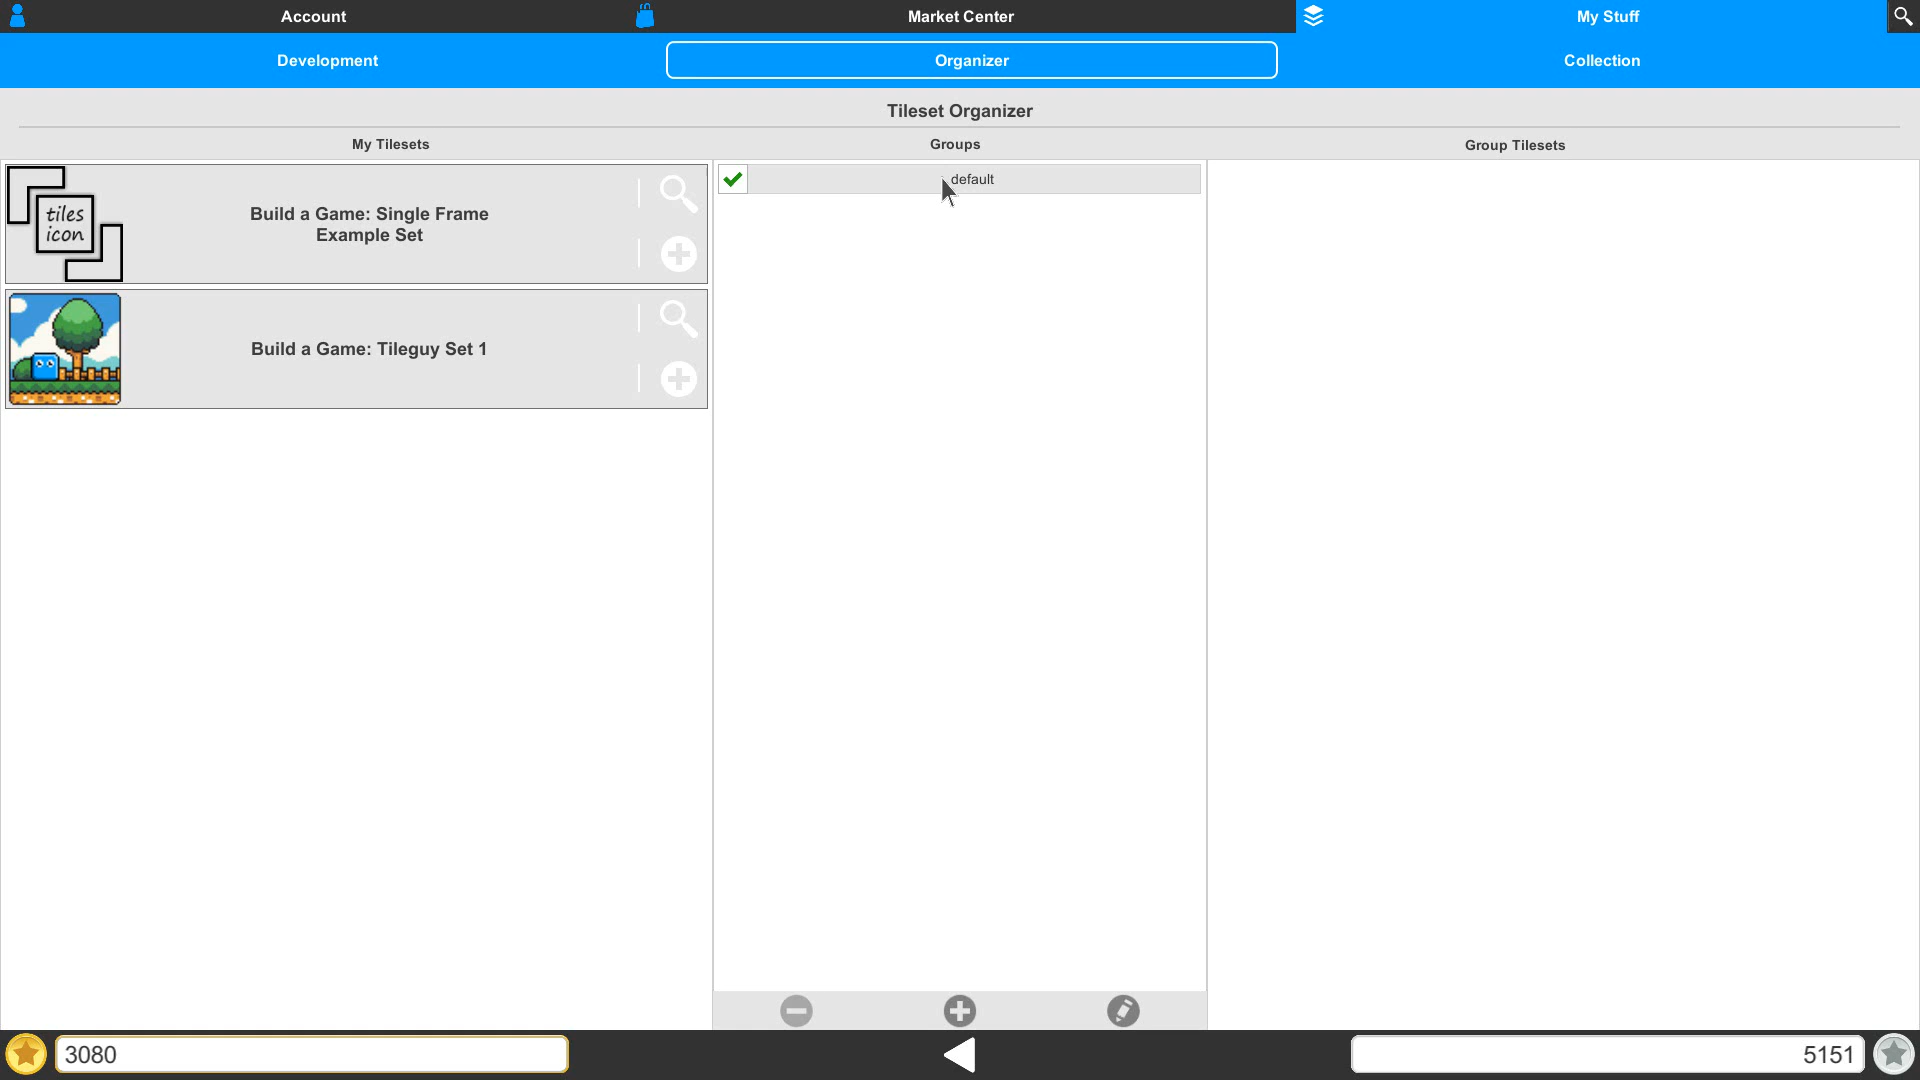 Account
Market Center
My Stuff
Development
Organizer
Collection
Tileset Organizer
My Tilesets
Groups
Group Tilesets
tiles
icon
Build a Game: Single Frame
Example Set
default
Build a Game: Tileguy Set 1
3080
5151